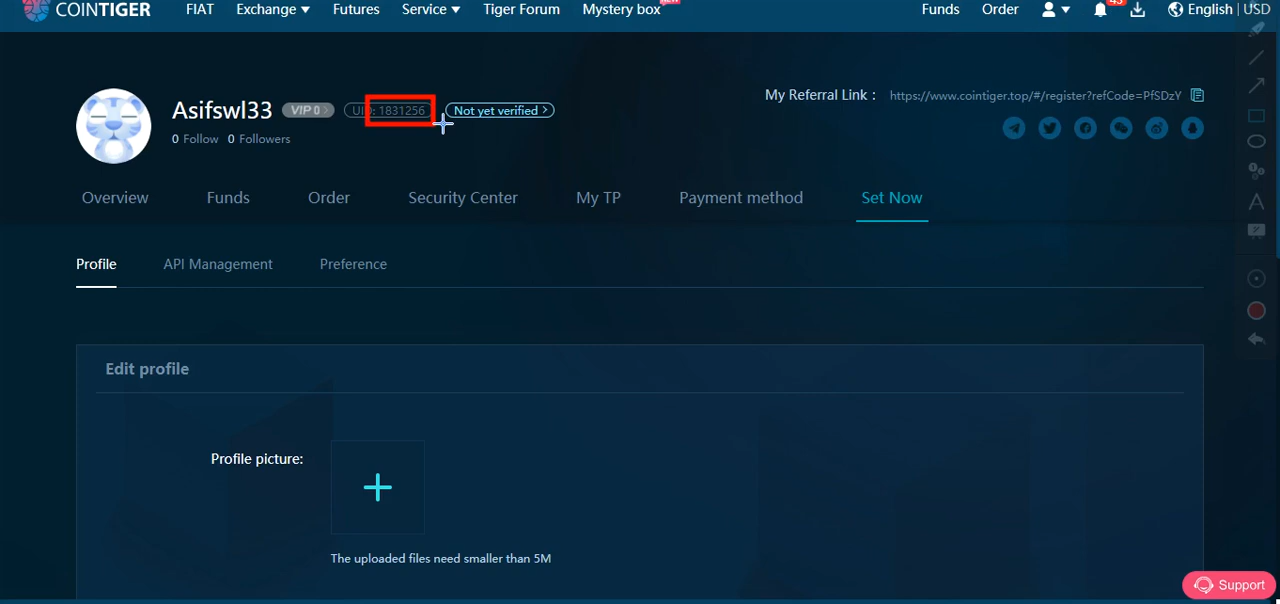 COINTIGER FIAT Exchange Futures Service Tiger Forum Mystery box NEW Funds Order 43 English | USD
Asifswl33 VIP 0 UID: 1831256 Not yet verified
0 Follow 0 Followers
My Referral Link : https://www.cointiger.top/#/register?refCode=PfSDzY
Overview Funds Order Security Center My TP Payment method Set Now
Profile API Management Preference
Edit profile
Profile picture:
The uploaded files need smaller than 5M
Support